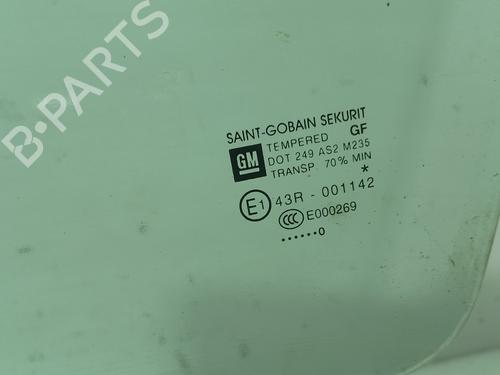 B-PARTS
SAINT-GOBAIN SEKURIT
TEMPERED GF
GM DOT 249 AS2 M235
TRANSP 70% MIN
*
E1 43R - 001142
CCC E000269
......0